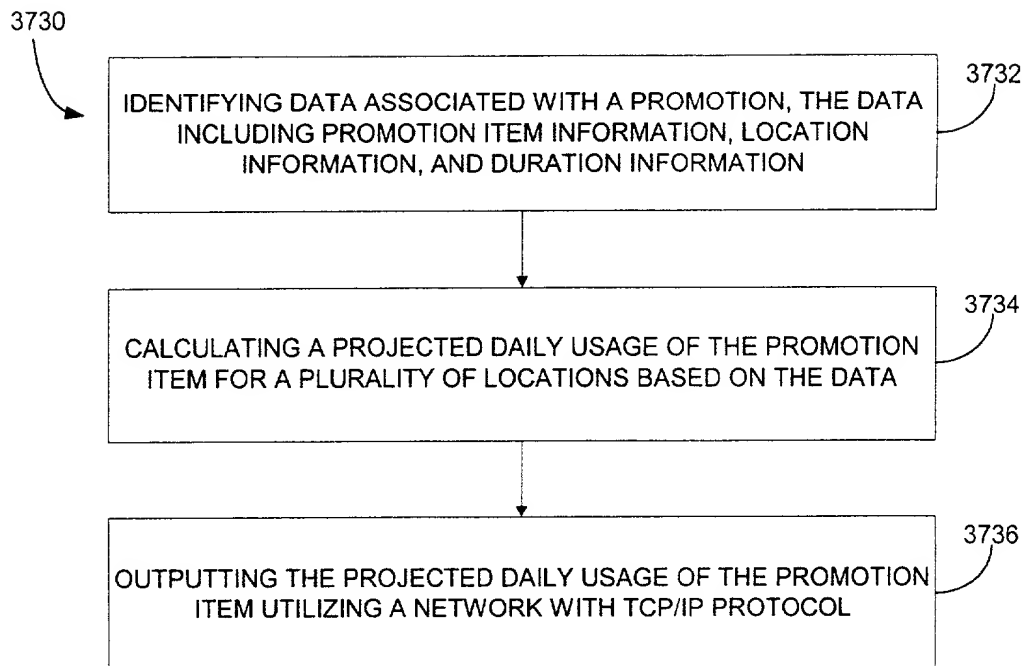 3730
3732
IDENTIFYING DATA ASSOCIATED WITH A PROMOTION, THE DATA
INCLUDING PROMOTION ITEM INFORMATION, LOCATION
INFORMATION, AND DURATION INFORMATION
3734
CALCULATING A PROJECTED DAILY USAGE OF THE PROMOTION
ITEM FOR A PLURALITY OF LOCATIONS BASED ON THE DATA
3736
OUTPUTTING THE PROJECTED DAILY USAGE OF THE PROMOTION
ITEM UTILIZING A NETWORK WITH TCP/IP PROTOCOL